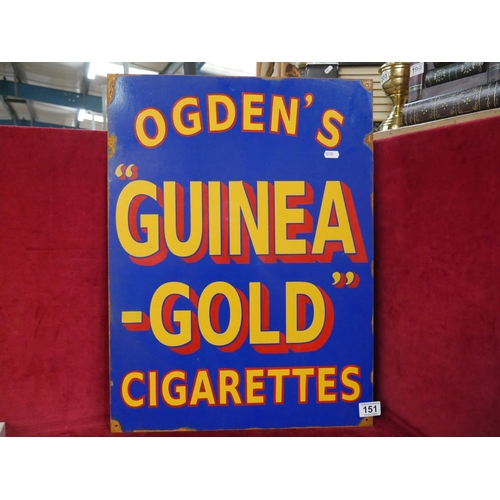 OGDEN'S
"GUINEA
-GOLD"
CIGARETTES
151